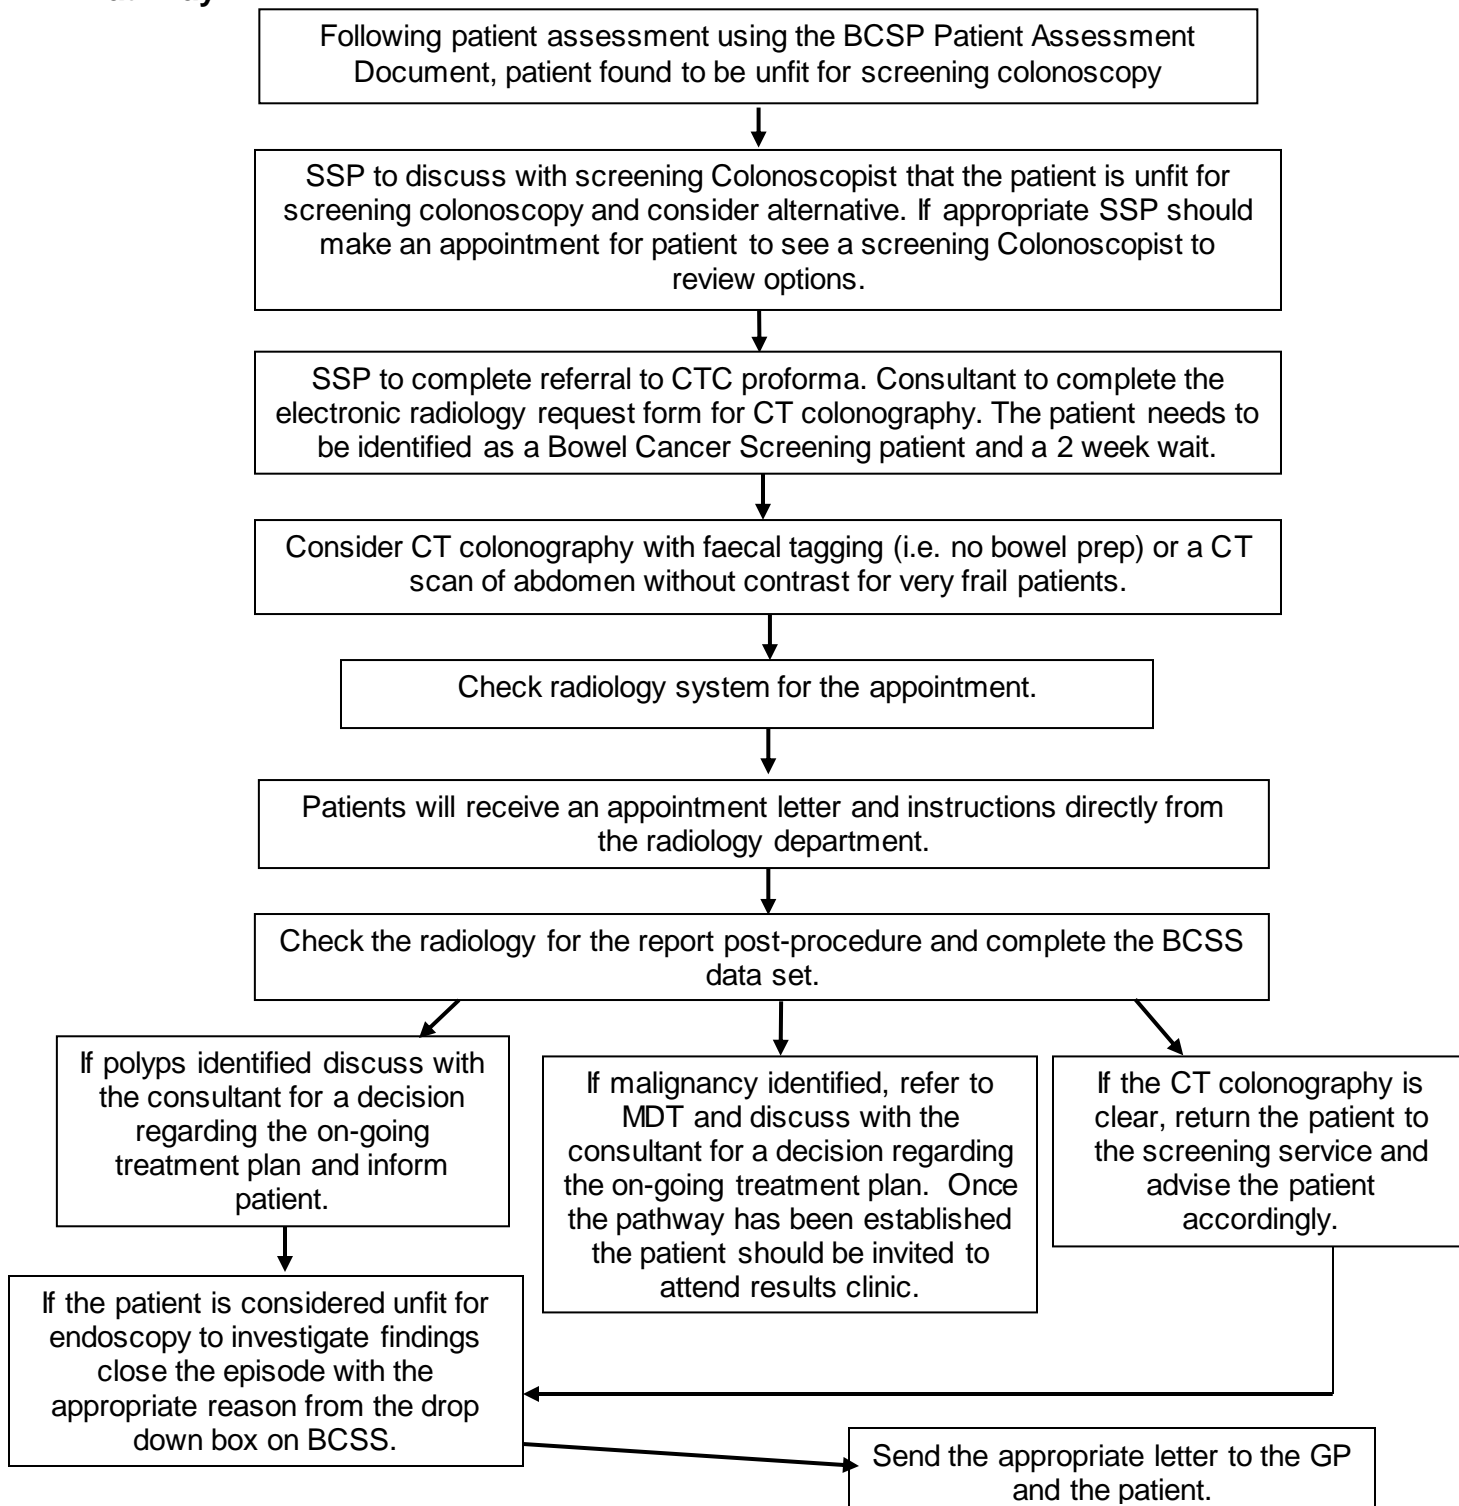 Following patient assessment using the BCSP Patient Assessment
Document, patient found to be unfit for screening colonoscopy
SSP to discuss with screening Colonoscopist that the patient is unfit for
screening colonoscopy and consider alternative. If appropriate SSP should
make an appointment for patient to see a screening Colonoscopist to
review options.
SSP to complete referral to CTC proforma. Consultant to complete the
electronic radiology request form for CT colonography. The patient needs to
be identified as a Bowel Cancer Screening patient and a 2 week wait.
Consider CT colonography with faecal tagging (i.e. no bowel prep) or a CT
scan of abdomen without contrast for very frail patients.
Check radiology system for the appointment.
Patients will receive an appointment letter and instructions directly from
the radiology department.
Check the radiology for the report post-procedure and complete the BCSS
data set.
If polyps identified discuss with
the consultant for a decision
regarding the on-going
treatment plan and inform
patient.
If malignancy identified, refer to
MDT and discuss with the
consultant for a decision regarding
the on-going treatment plan.  Once
the pathway has been established
the patient should be invited to
attend results clinic.
If the CT colonography is
clear, return the patient to
the screening service and
advise the patient
accordingly.
If the patient is considered unfit for
endoscopy to investigate findings
close the episode with the
appropriate reason from the drop
down box on BCSS.
Send the appropriate letter to the GP
and the patient.